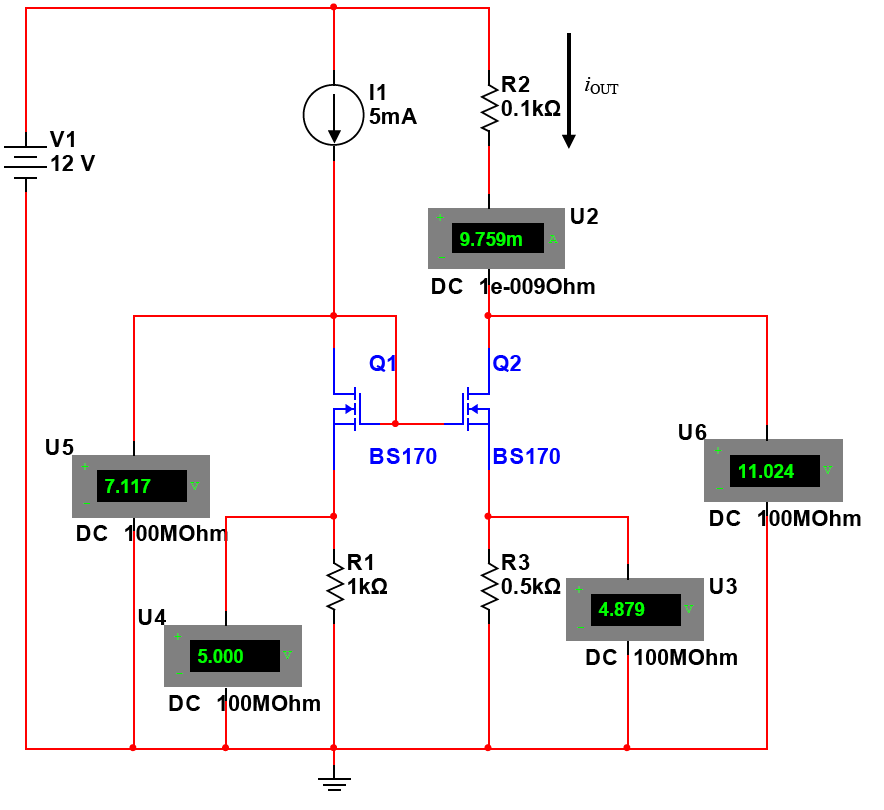 V1
12 V
I1
5mA
R2
0.1kΩ
iOUT
U2
+
9.759m A
−
DC 1e-009Ohm
Q1
BS170
Q2
BS170
U5
+
7.117 V
−
DC 100MOhm
U6
+
11.024 V
−
DC 100MOhm
R1
1kΩ
R3
0.5kΩ
U4
+
5.000 V
−
DC 100MOhm
U3
+
4.879 V
−
DC 100MOhm